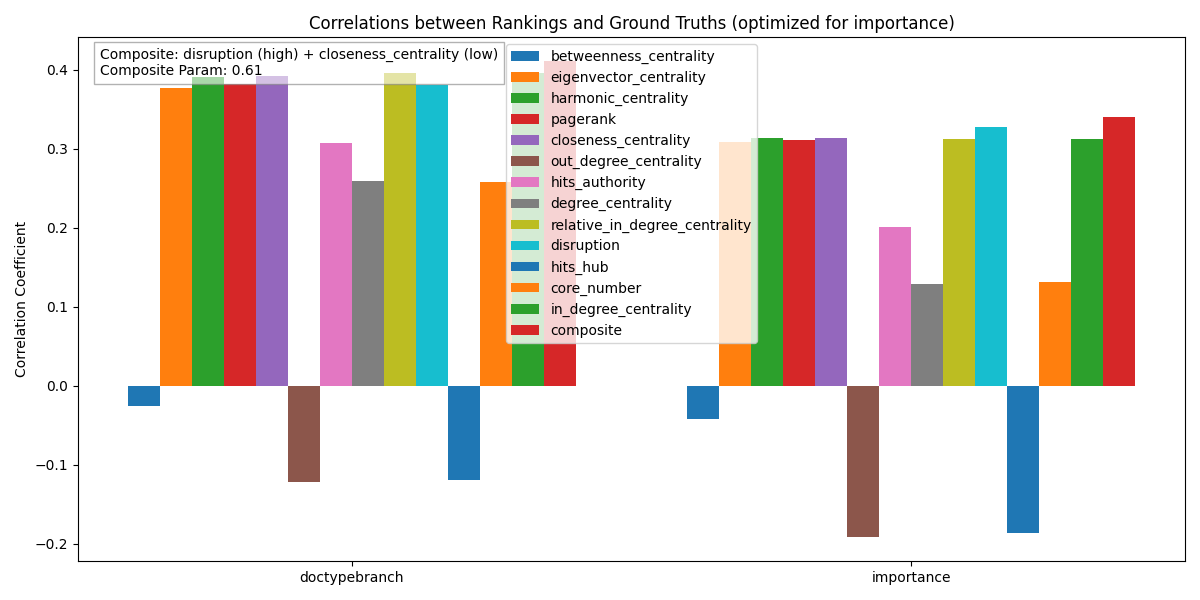 Correlations between Rankings and Ground Truths (optimized for importance)
Composite: disruption (high) + closeness_centrality (low)
Composite Param: 0.61
betweenness_centrality
eigenvector_centrality
harmonic_centrality
pagerank
closeness_centrality
out_degree_centrality
hits_authority
degree_centrality
relative_in_degree_centrality
disruption
hits_hub
core_number
in_degree_centrality
composite
Correlation Coefficient
0.4
0.3
0.2
0.1
0.0
−0.1
−0.2
doctypebranch
importance